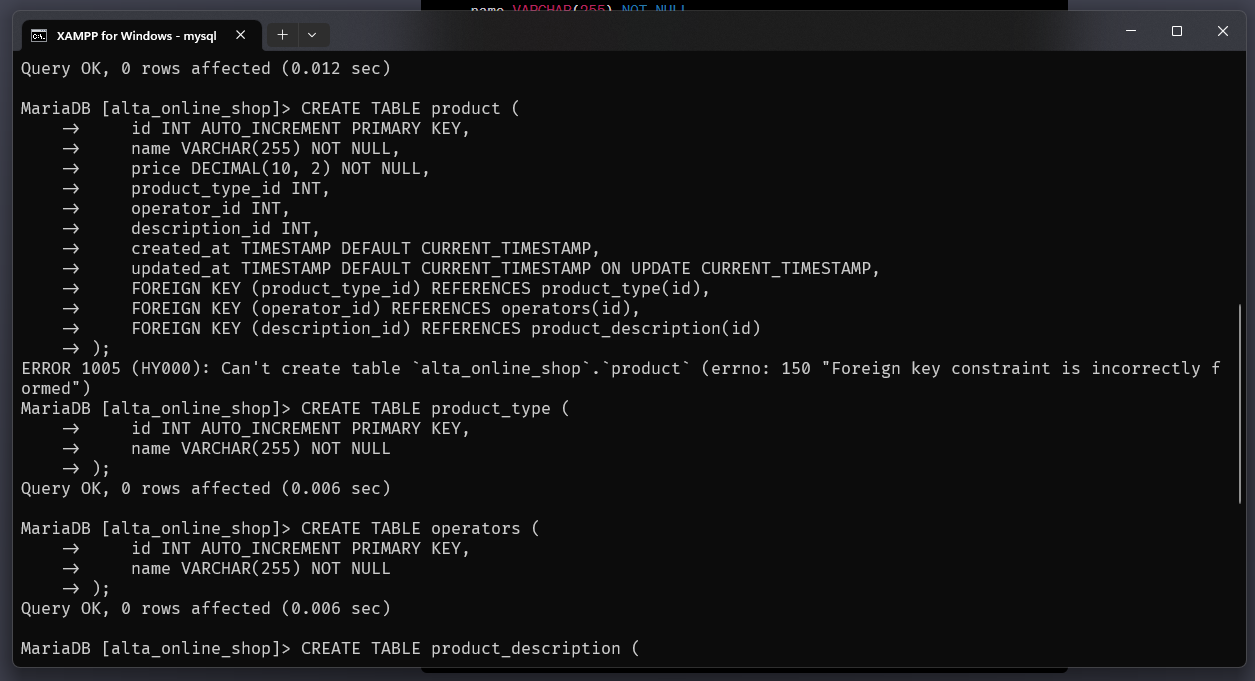 name VARCHAR(255) NOT NULL
XAMPP for Windows - mysql
Query OK, 0 rows affected (0.012 sec)
MariaDB [alta_online_shop]> CREATE TABLE product (
-> id INT AUTO_INCREMENT PRIMARY KEY,
-> name VARCHAR(255) NOT NULL,
-> price DECIMAL(10, 2) NOT NULL,
-> product_type_id INT,
-> operator_id INT,
-> description_id INT,
-> created_at TIMESTAMP DEFAULT CURRENT_TIMESTAMP,
-> updated_at TIMESTAMP DEFAULT CURRENT_TIMESTAMP ON UPDATE CURRENT_TIMESTAMP,
-> FOREIGN KEY (product_type_id) REFERENCES product_type(id),
-> FOREIGN KEY (operator_id) REFERENCES operators(id),
-> FOREIGN KEY (description_id) REFERENCES product_description(id)
-> );
ERROR 1005 (HY000): Can't create table `alta_online_shop`.`product` (errno: 150 "Foreign key constraint is incorrectly f
ormed")
MariaDB [alta_online_shop]> CREATE TABLE product_type (
-> id INT AUTO_INCREMENT PRIMARY KEY,
-> name VARCHAR(255) NOT NULL
-> );
Query OK, 0 rows affected (0.006 sec)
MariaDB [alta_online_shop]> CREATE TABLE operators (
-> id INT AUTO_INCREMENT PRIMARY KEY,
-> name VARCHAR(255) NOT NULL
-> );
Query OK, 0 rows affected (0.006 sec)
MariaDB [alta_online_shop]> CREATE TABLE product_description (